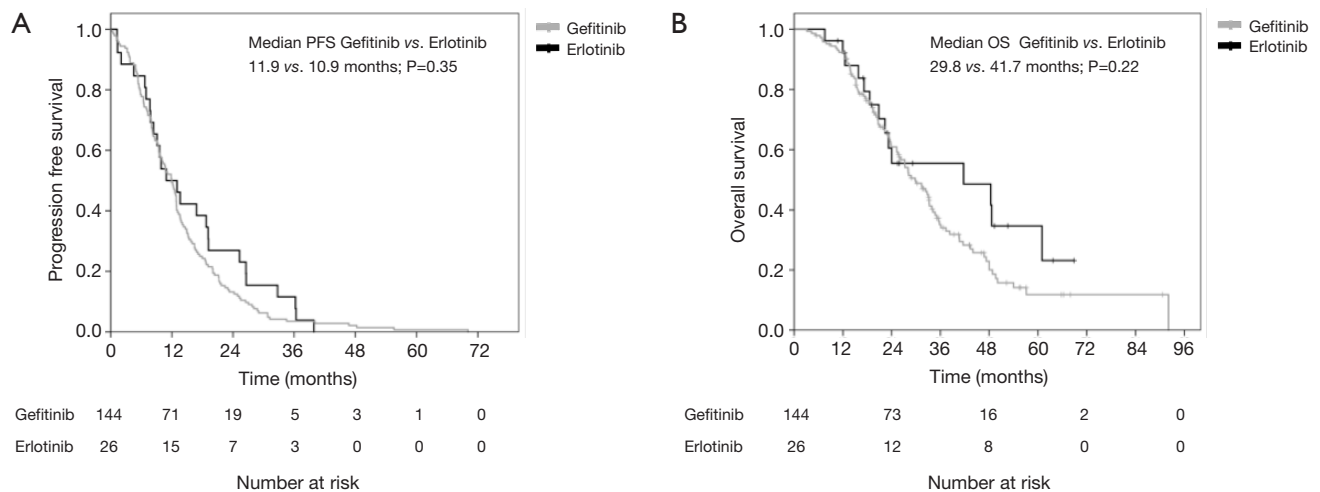 A
Gefitinib
Erlotinib
Median PFS Gefitinib vs. Erlotinib
11.9 vs. 10.9 months; P=0.35
Progression free survival
1.0
0.8
0.6
0.4
0.2
0.0
0 12 24 36 48 60 72
Time (months)
Gefitinib 144 71 19 5 3 1 0
Erlotinib 26 15 7 3 0 0 0
Number at risk
B
Gefitinib
Erlotinib
Median OS Gefitinib vs. Erlotinib
29.8 vs. 41.7 months; P=0.22
Overall survival
1.0
0.8
0.6
0.4
0.2
0.0
0 12 24 36 48 60 72 84 96
Time (months)
Gefitinib 144 73 16 2 0
Erlotinib 26 12 8 0 0
Number at risk